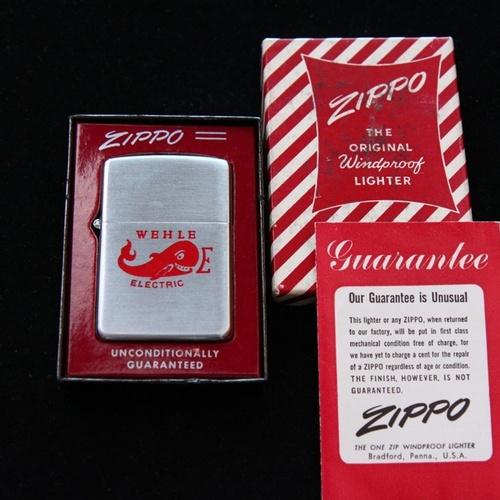 ZIPPO
WEHLE
E
ELECTRIC
UNCONDITIONALLY
GUARANTEED
ZIPPO
THE
ORIGINAL
Windproof
LIGHTER
Guarantee
Our Guarantee is Unusual
This lighter or any ZIPPO, when returned
to our factory, will be put in first class
mechanical condition free of charge, for
we have yet to charge a cent for the repair
of a ZIPPO regardless of age or condition.
THE FINISH, HOWEVER, IS NOT
GUARANTEED.
ZIPPO
THE ONE ZIP WINDPROOF LIGHTER
Bradford, Penna., U.S.A.